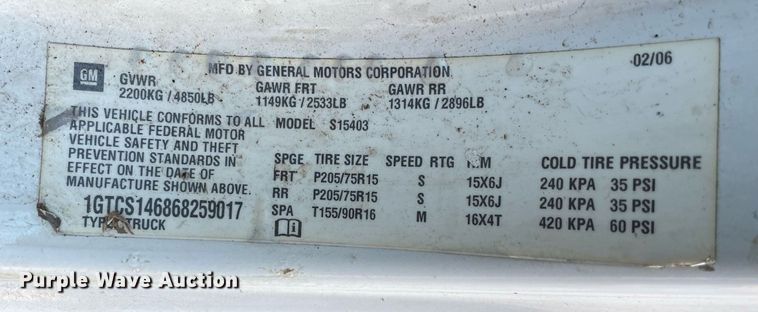 MFD BY GENERAL MOTORS CORPORATION 02/06
GM
GVWR GAWR FRT GAWR RR
2200KG / 4850LB 1149KG / 2533LB 1314KG / 2896LB
THIS VEHICLE CONFORMS TO ALL MODEL S15403
APPLICABLE FEDERAL MOTOR
VEHICLE SAFETY AND THEFT
PREVENTION STANDARDS IN
EFFECT ON THE DATE OF
MANUFACTURE SHOWN ABOVE.
1GTCS146868259017
TYPE TRUCK
SPGE TIRE SIZE SPEED RTG COLD TIRE PRESSURE
FRT P205/75R15 S 15X6J 240 KPA 35 PSI
RR P205/75R15 S 15X6J 240 KPA 35 PSI
SPA T155/90R16 M 16X4T 420 KPA 60 PSI
Purple Wave Auction